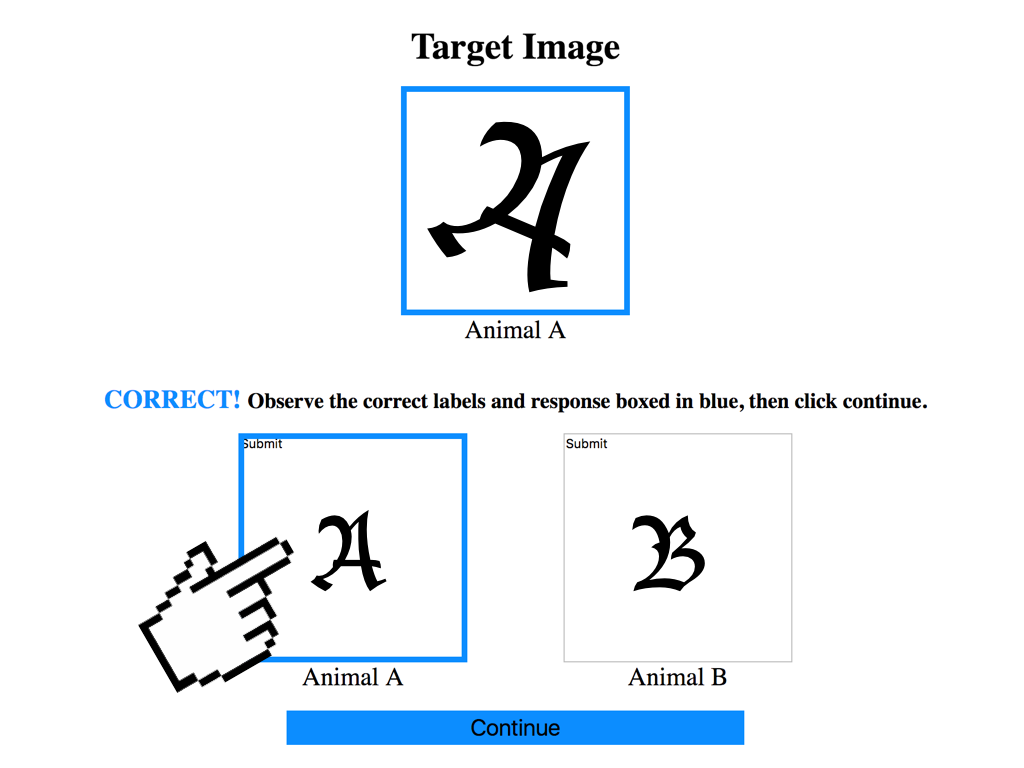 Target Image
A
Animal A
CORRECT! Observe the correct labels and response boxed in blue, then click continue.
Submit
Submit
A
B
Animal A
Animal B
Continue